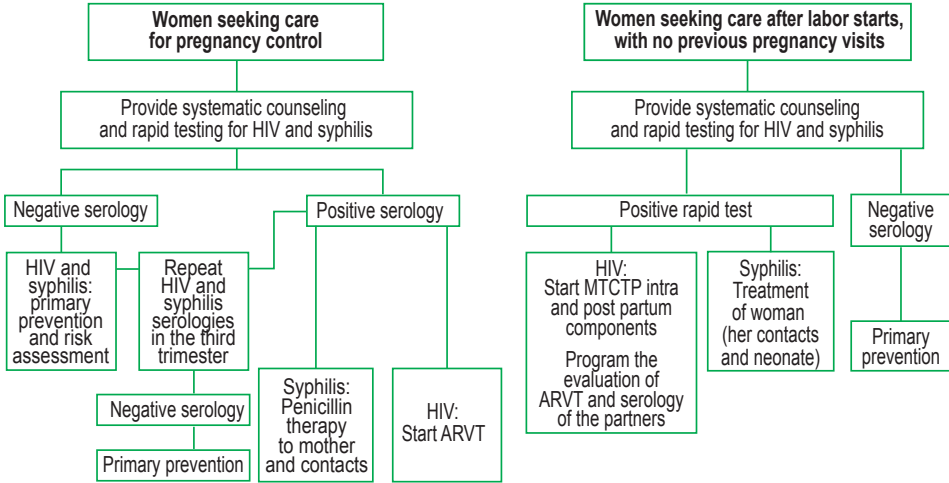 Women seeking care
for pregnancy control
Provide systematic counseling
and rapid testing for HIV and syphilis
Negative serology
Positive serology
HIV and
syphilis:
primary
prevention
and risk
assessment
Repeat
HIV and
syphilis
serologies
in the third
trimester
Negative serology
Primary prevention
Syphilis:
Penicillin
therapy
to mother
and contacts
HIV:
Start ARVT
Women seeking care after labor starts,
with no previous pregnancy visits
Provide systematic counseling
and rapid testing for HIV and syphilis
Positive rapid test
Negative
serology
HIV:
Start MTCTP intra
and post partum
components
Program the
evaluation of
ARVT and serology
of the partners
Syphilis:
Treatment
of woman
(her contacts
and neonate)
Primary
prevention